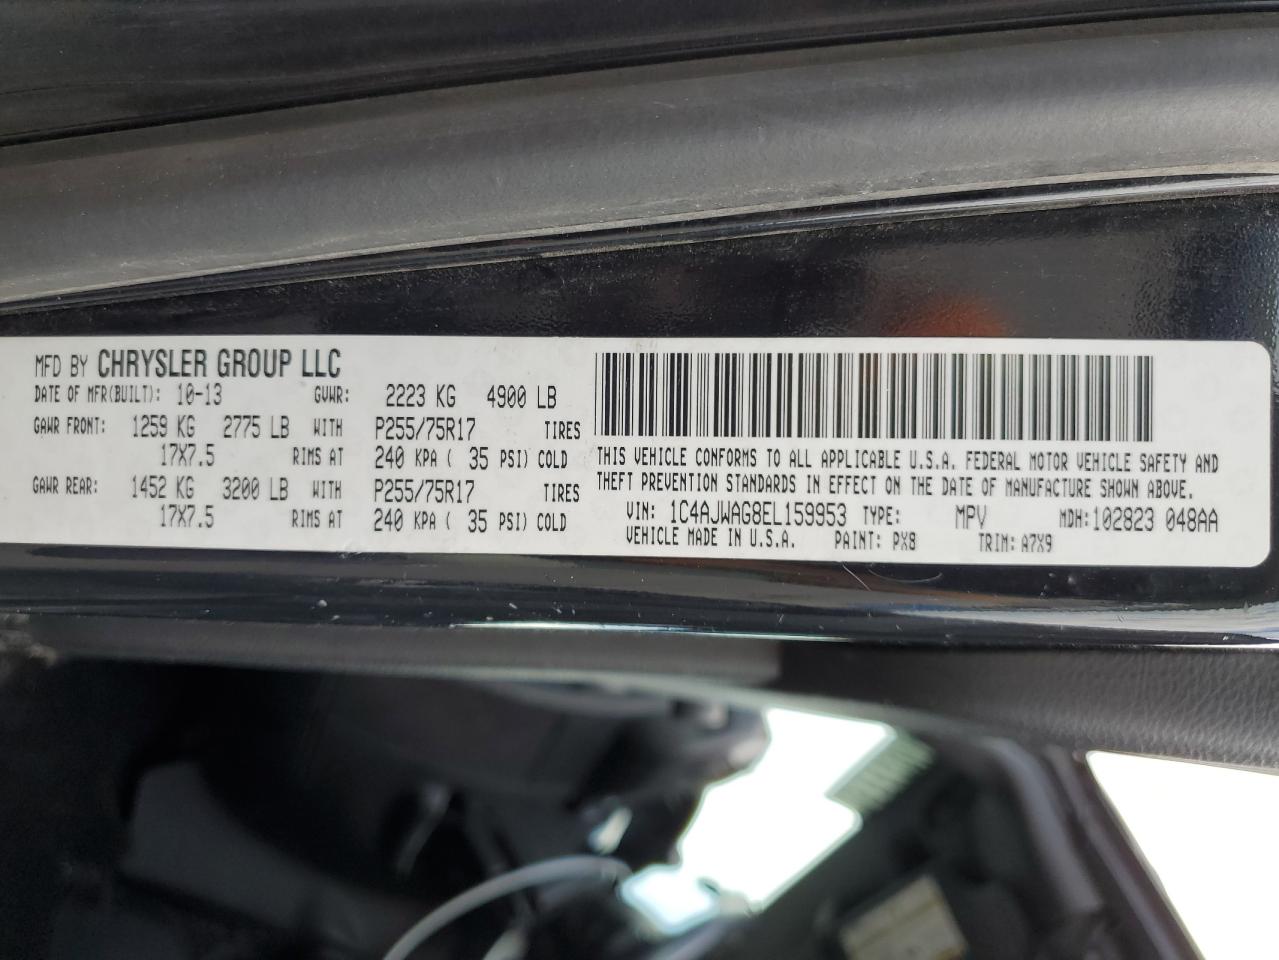 MFD BY CHRYSLER GROUP LLC
DATE OF MFR(BUILT): 10-13 GVWR: 2223 KG 4900 LB
GAWR FRONT: 1259 KG 2775 LB WITH P255/75R17 TIRES
17X7.5 RIMS AT 240 KPA ( 35 PSI) COLD
GAWR REAR: 1452 KG 3200 LB WITH P255/75R17 TIRES
17X7.5 RIMS AT 240 KPA ( 35 PSI) COLD
THIS VEHICLE CONFORMS TO ALL APPLICABLE U.S.A. FEDERAL MOTOR VEHICLE SAFETY AND
THEFT PREVENTION STANDARDS IN EFFECT ON THE DATE OF MANUFACTURE SHOWN ABOVE.
VIN: 1C4AJWAG8EL159953 TYPE: MPV MDH:102823 048AA
VEHICLE MADE IN U.S.A. PAINT: PX8 TRIM: A7X9